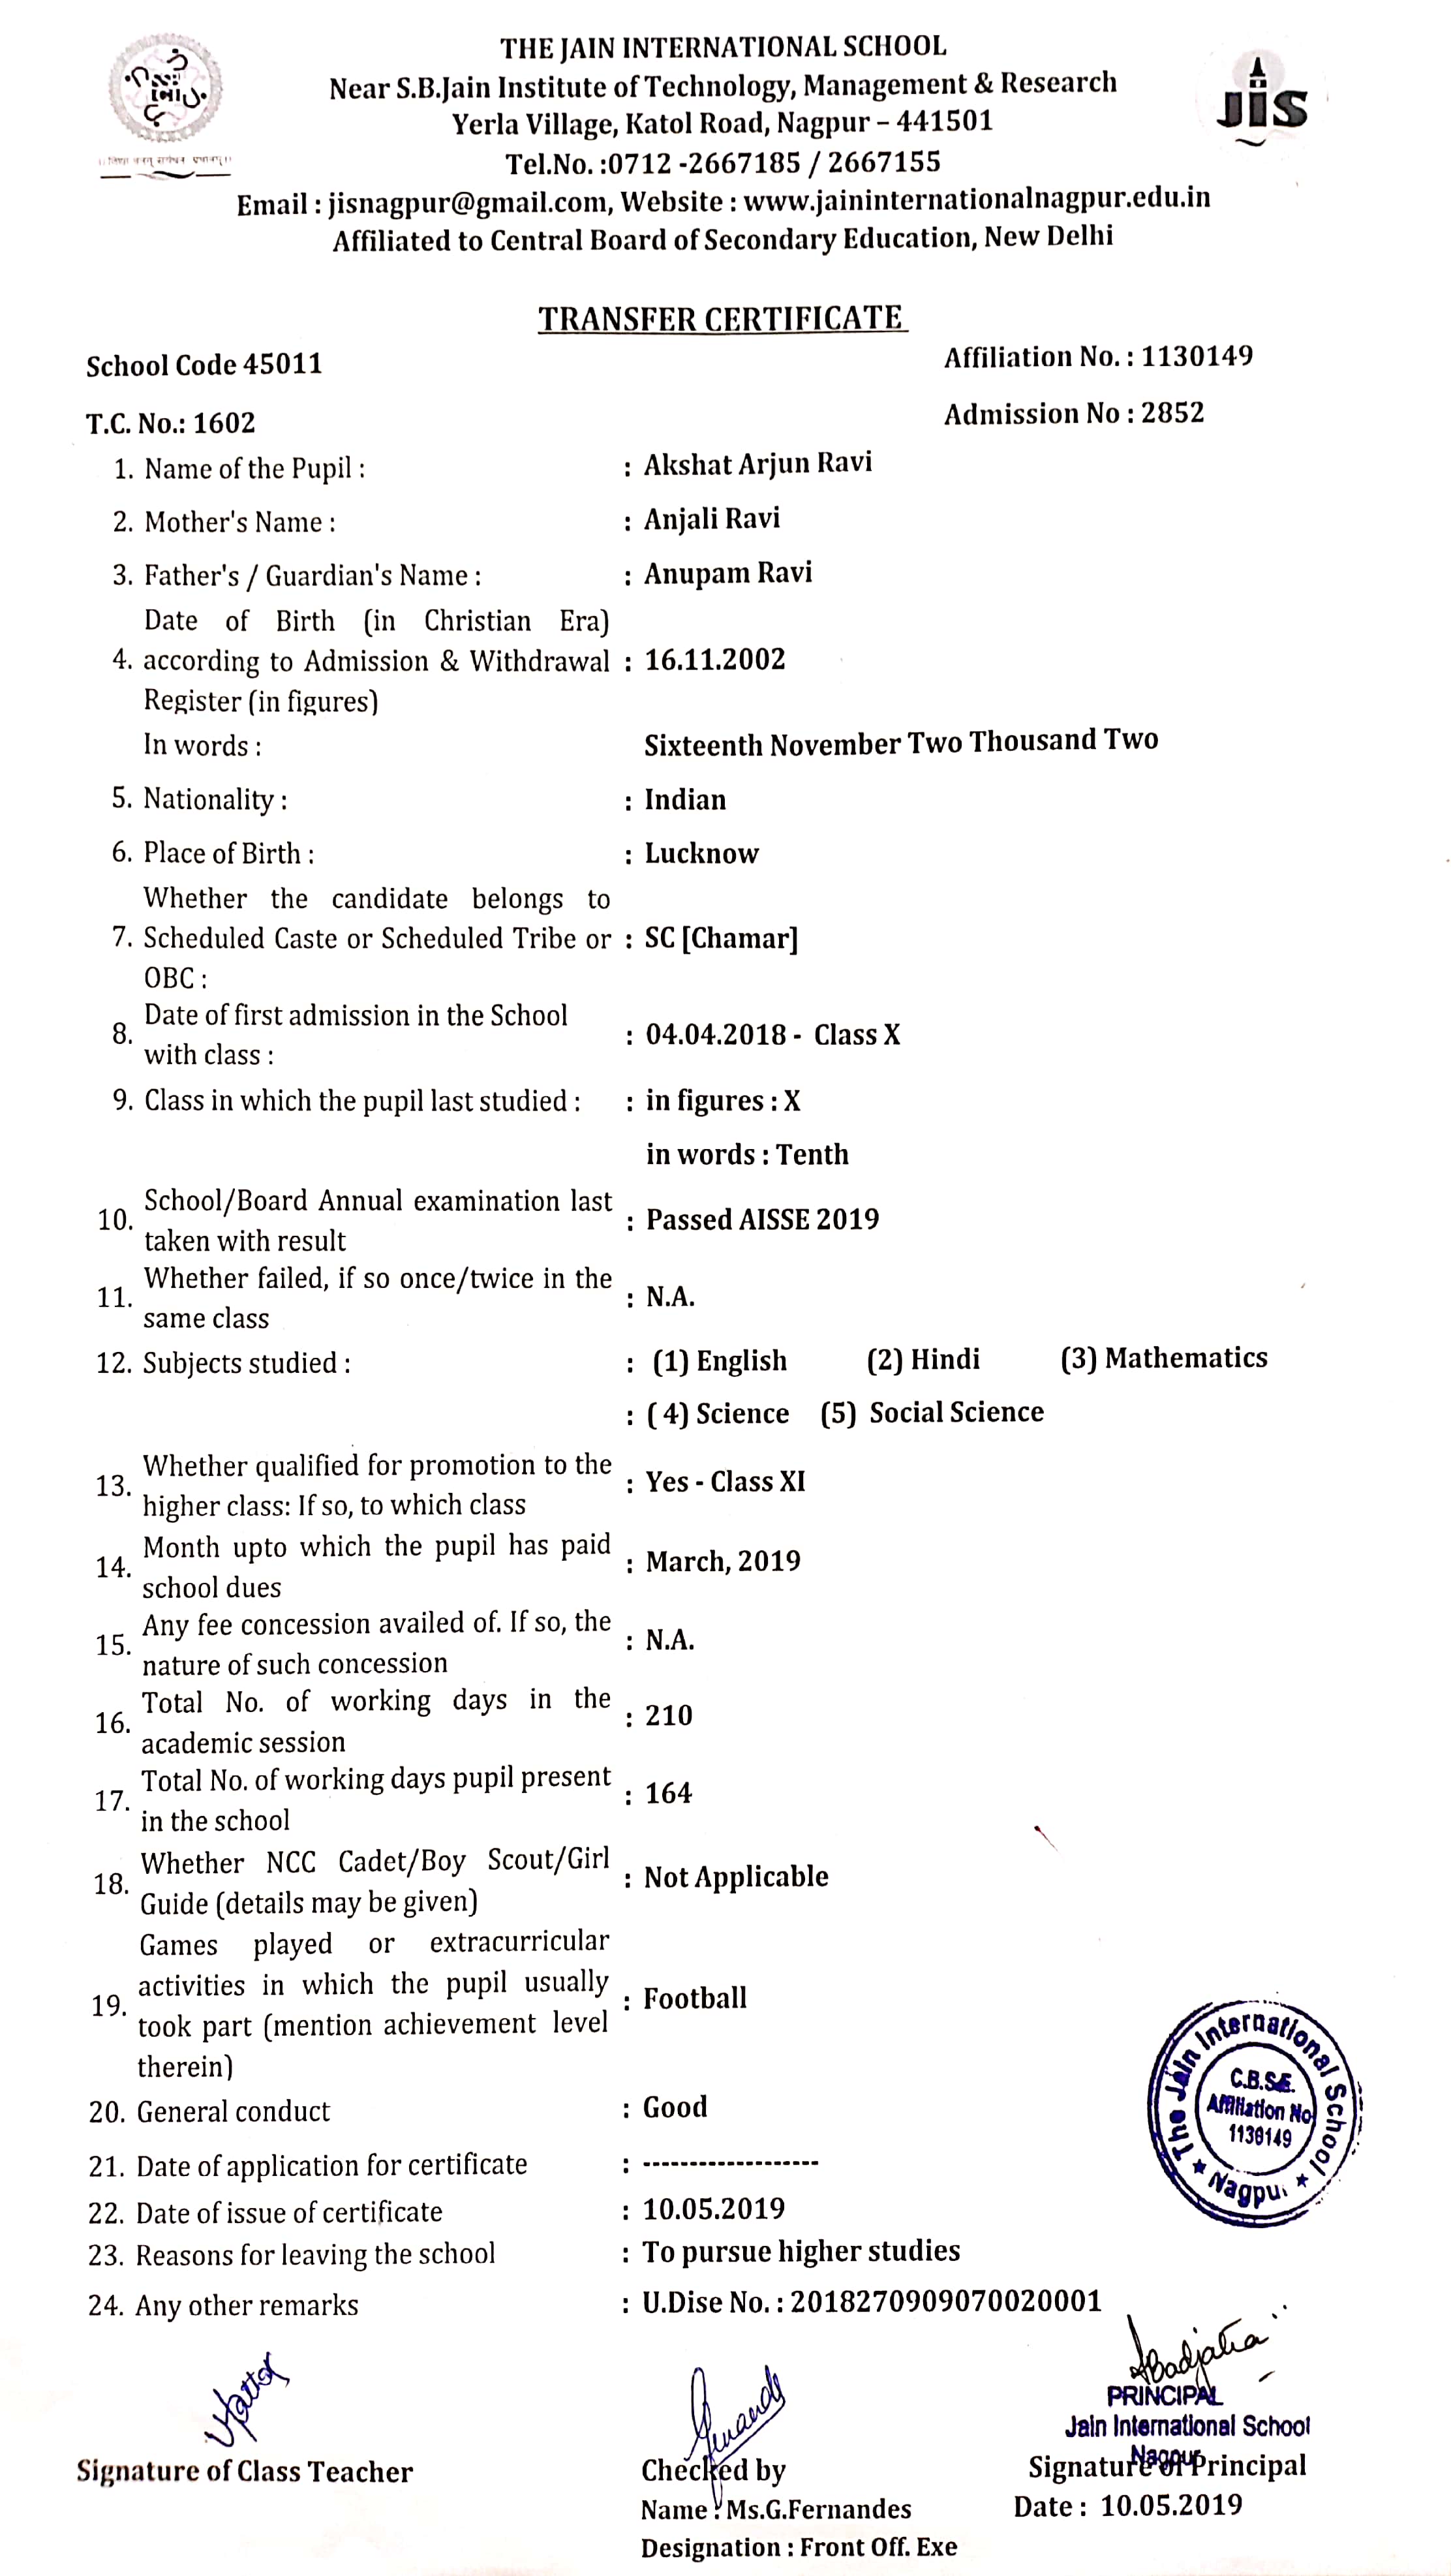 THE JAIN INTERNATIONAL SCHOOL
Near S.B.Jain Institute of Technology, Management & Research
Yerla Village, Katol Road, Nagpur – 441501
Tel.No. :0712 -2667185 / 2667155
Email : jisnagpur@gmail.com, Website : www.jaininternationalnagpur.edu.in
Affiliated to Central Board of Secondary Education, New Delhi
JIS
TRANSFER CERTIFICATE
School Code 45011 Affiliation No. : 1130149
T.C. No.: 1602 Admission No : 2852
1. Name of the Pupil : : Akshat Arjun Ravi
2. Mother's Name : : Anjali Ravi
3. Father's / Guardian's Name : : Anupam Ravi
Date of Birth (in Christian Era)
4. according to Admission & Withdrawal : 16.11.2002
Register (in figures)
In words : Sixteenth November Two Thousand Two
5. Nationality : : Indian
6. Place of Birth : : Lucknow
Whether the candidate belongs to
7. Scheduled Caste or Scheduled Tribe or : SC [Chamar]
OBC :
8. Date of first admission in the School
with class : : 04.04.2018 - Class X
9. Class in which the pupil last studied : : in figures : X
in words : Tenth
10. School/Board Annual examination last
taken with result : Passed AISSE 2019
11. Whether failed, if so once/twice in the
same class : N.A.
12. Subjects studied : : (1) English (2) Hindi (3) Mathematics
: ( 4) Science (5) Social Science
13. Whether qualified for promotion to the
higher class: If so, to which class : Yes - Class XI
14. Month upto which the pupil has paid
school dues : March, 2019
15. Any fee concession availed of. If so, the
nature of such concession : N.A.
16. Total No. of working days in the
academic session : 210
17. Total No. of working days pupil present
in the school : 164
18. Whether NCC Cadet/Boy Scout/Girl
Guide (details may be given) : Not Applicable
Games played or extracurricular
19. activities in which the pupil usually : Football
took part (mention achievement level
therein)
The Jain International School
★ Nagpur ★
C.B.S.E.
Affiliation No
1130149
20. General conduct : Good
21. Date of application for certificate : -------------------
22. Date of issue of certificate : 10.05.2019
23. Reasons for leaving the school : To pursue higher studies
24. Any other remarks : U.Dise No. : 2018270909070020001
PRINCIPAL
Jain International School
Nagpur
Signature of Class Teacher Checked by Signature of Principal
Name : Ms.G.Fernandes Date : 10.05.2019
Designation : Front Off. Exe